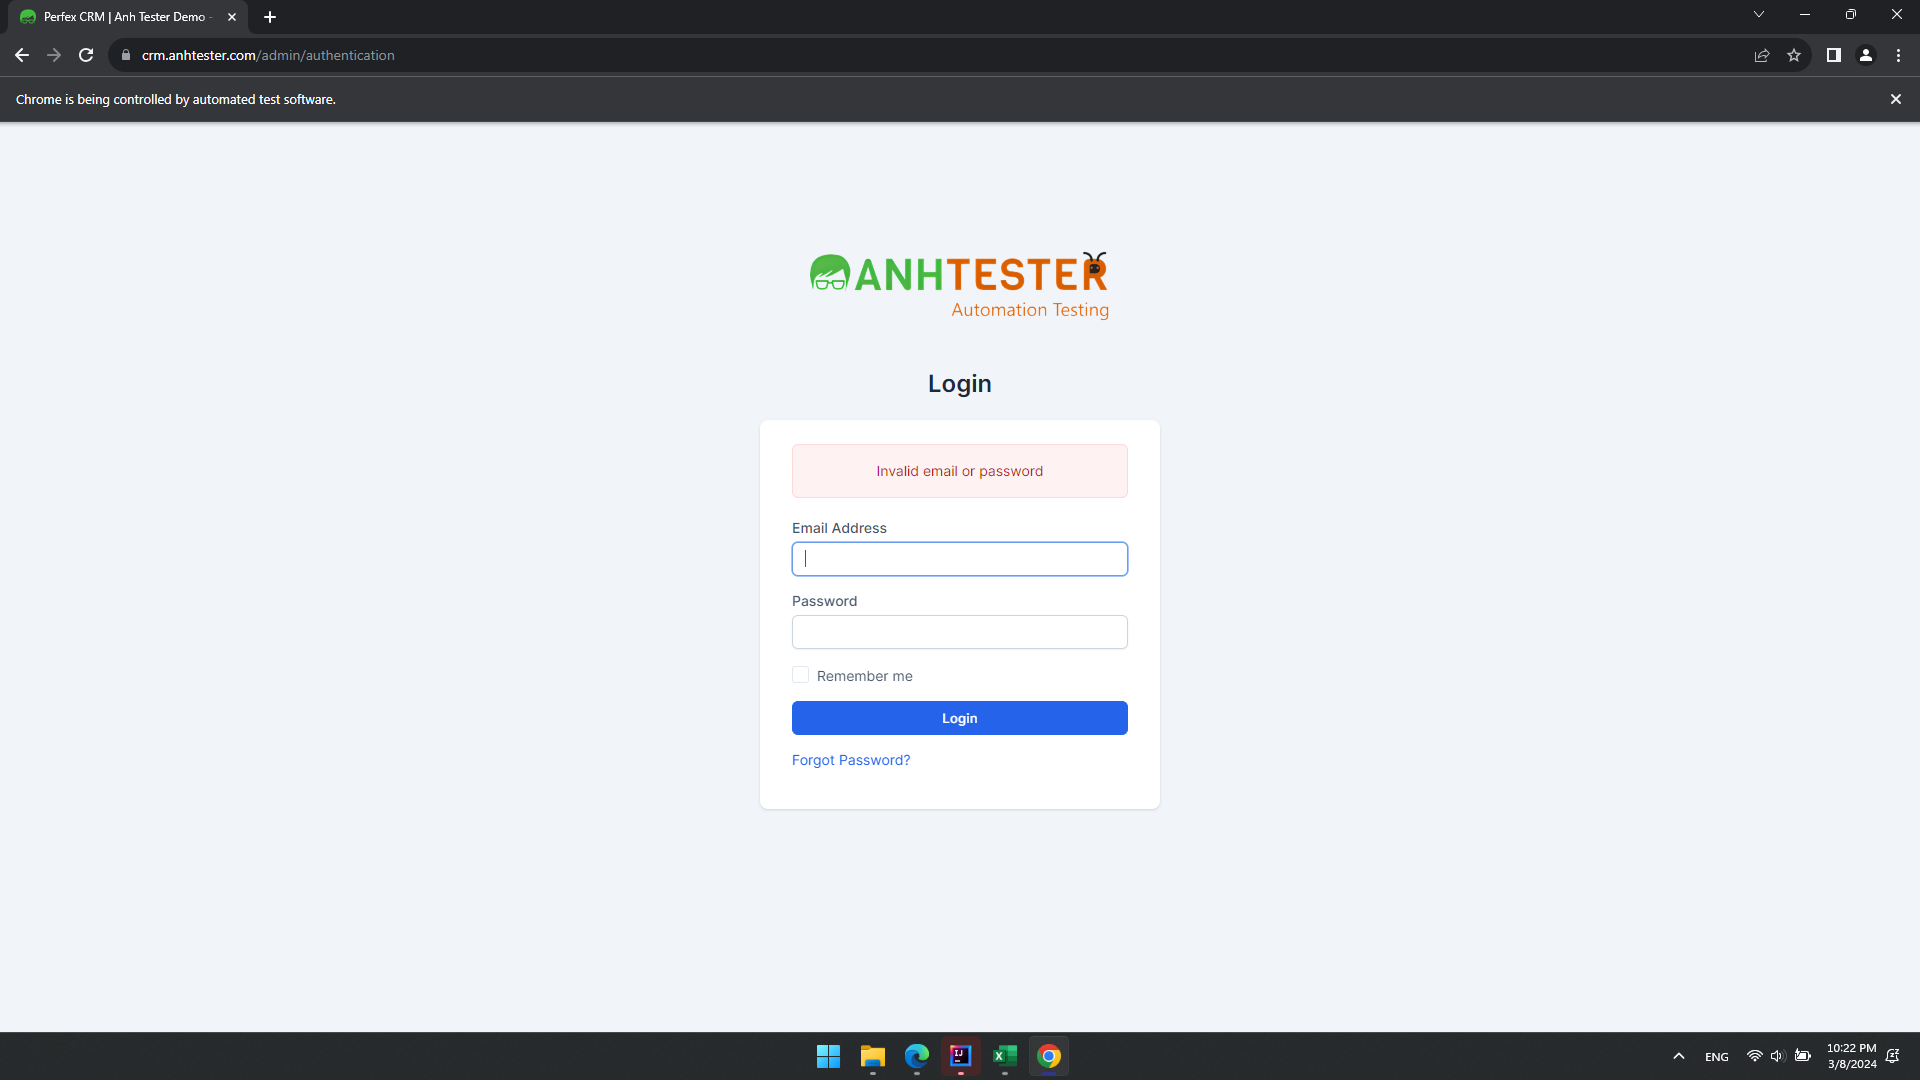 Perfex CRM | Anh Tester Demo -
crm.anhtester.com/admin/authentication
Chrome is being controlled by automated test software.
ANHTESTER
Automation Testing
Login
Invalid email or password
Email Address
Password
Remember me
Login
Forgot Password?
ENG
10:22 PM
3/8/2024